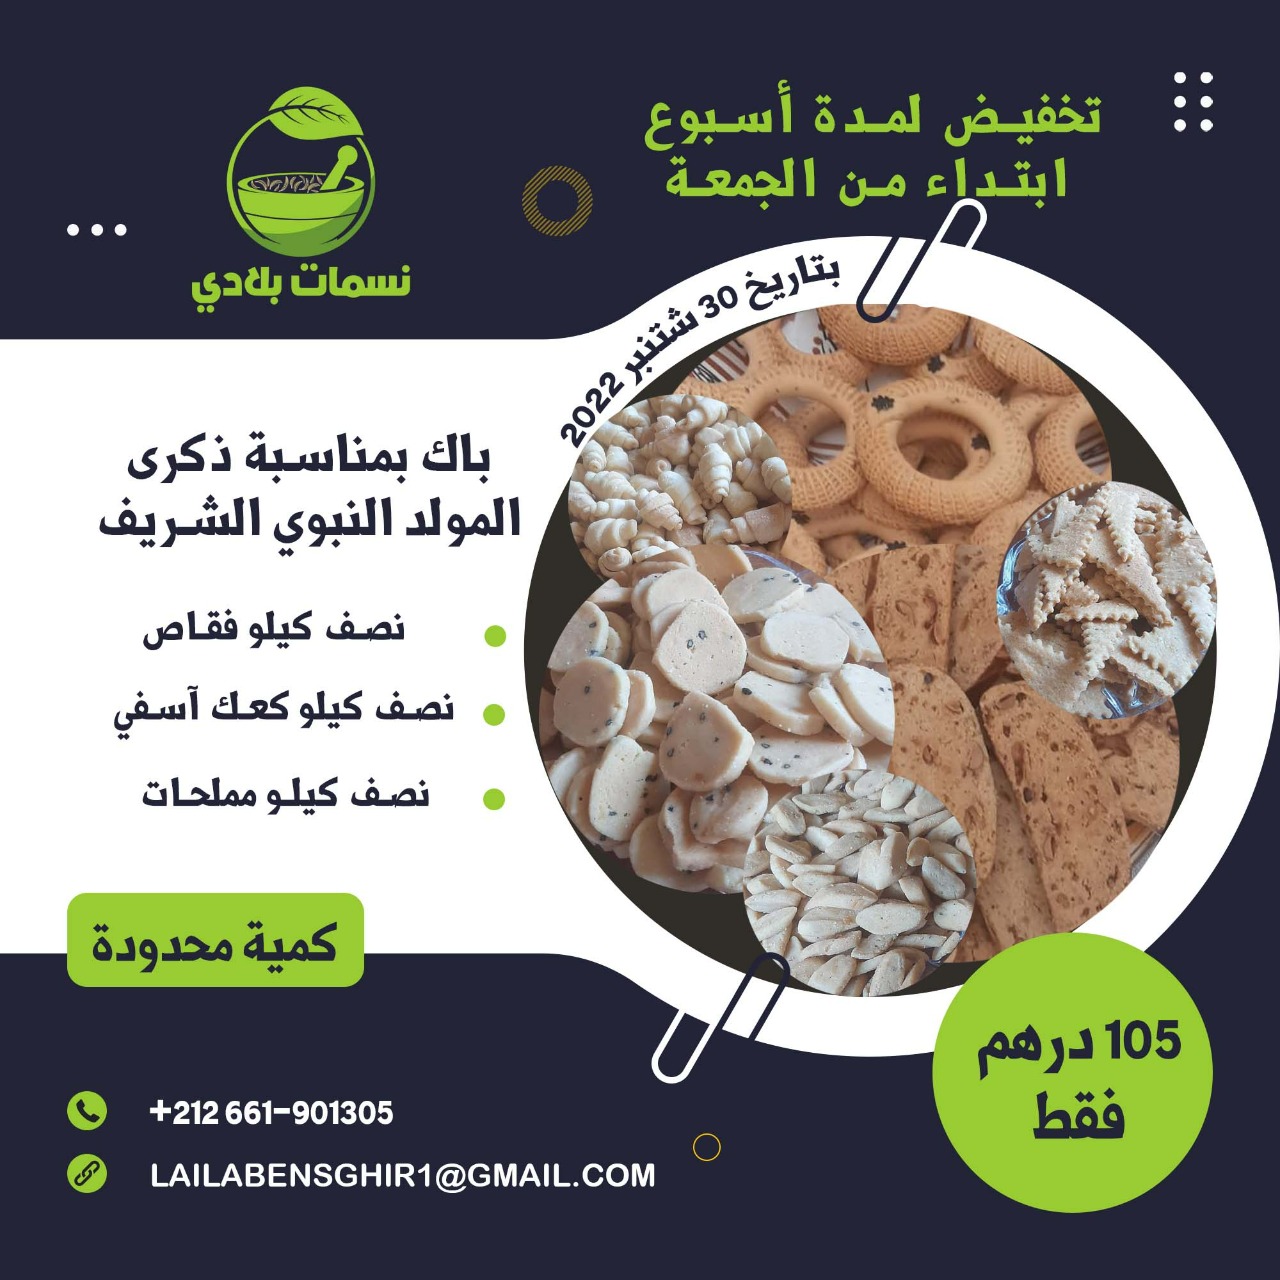 نسمات بلادي
تخفيض لمدة أسبوع
ابتداء من الجمعة
بتاريخ 30 شتنبر 2022
باك بمناسبة ذكرى
المولد النبوي الشريف
نصف كيلو فقاص
نصف كيلو كعك آسفي
نصف كيلو مملحات
كمية محدودة
105 درهم
فقط
+212 661-901305
LAILABENSGHIR1@GMAIL.COM